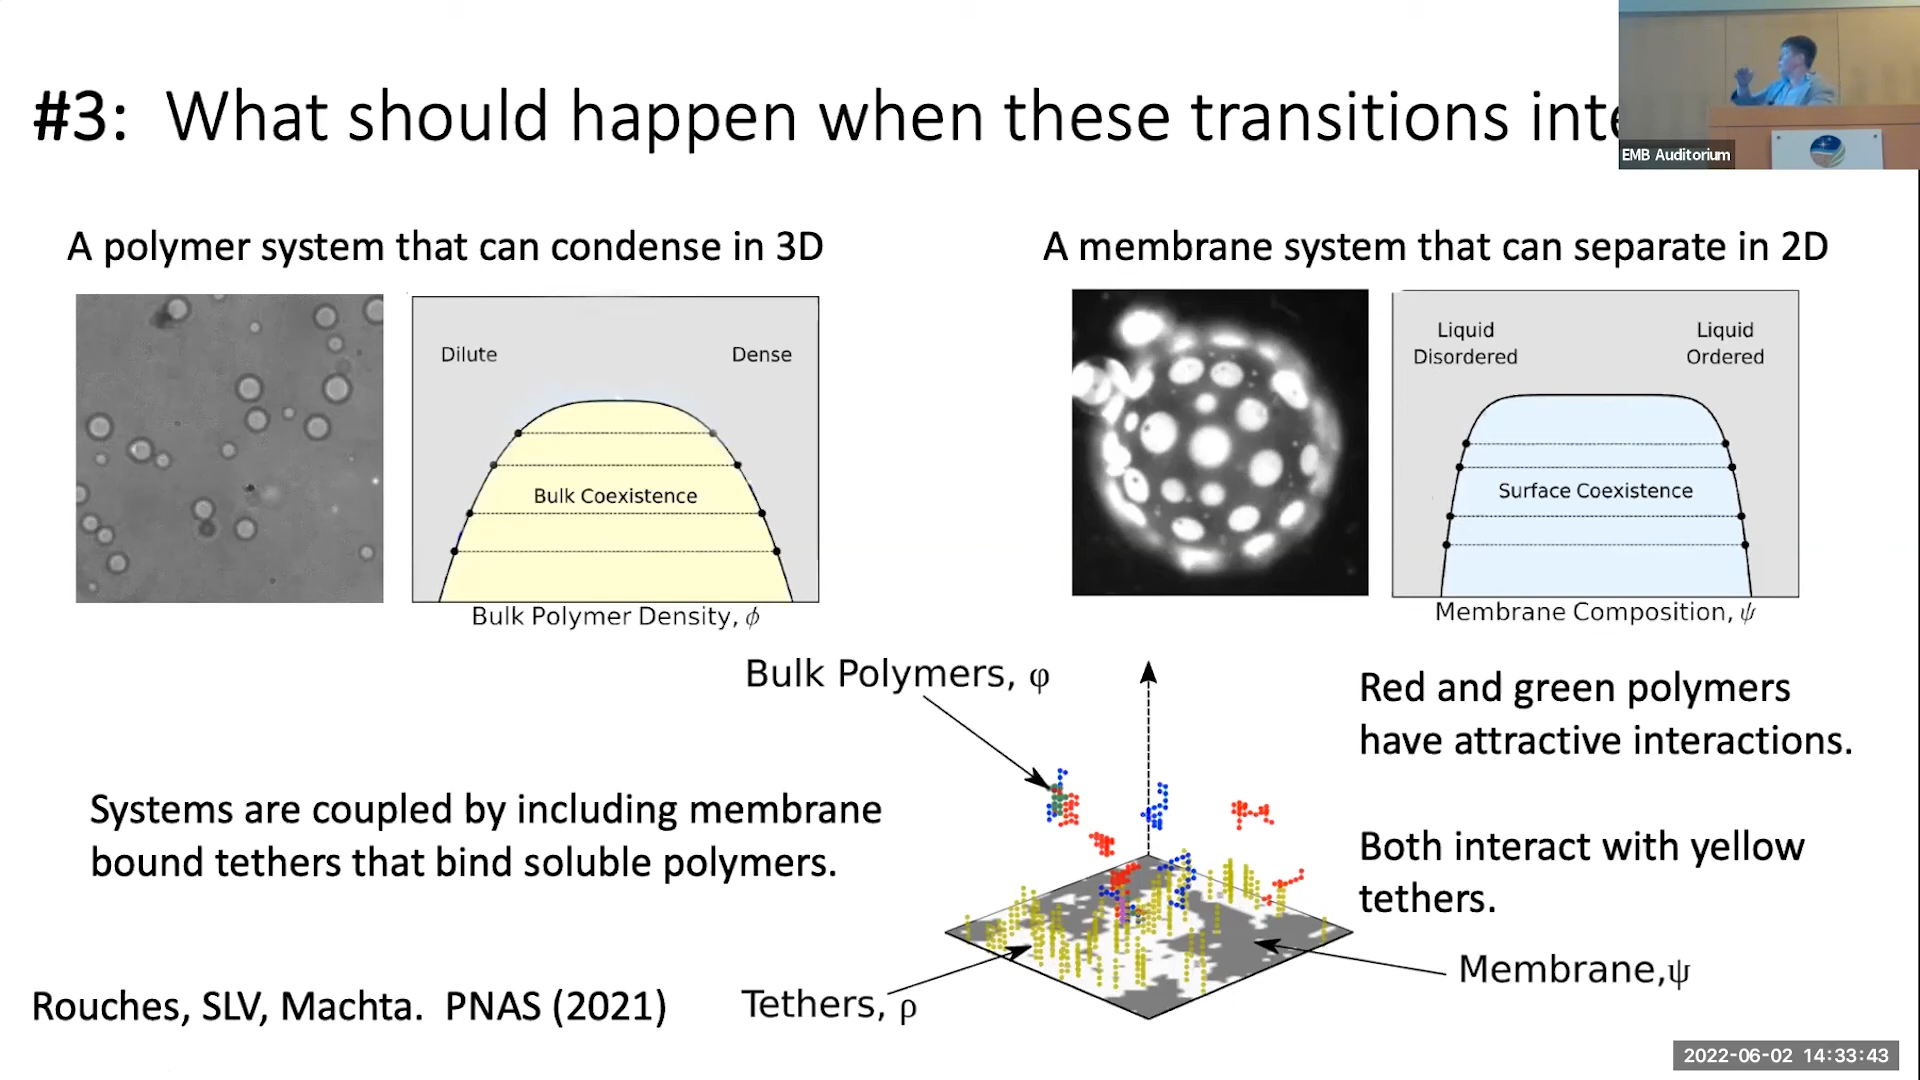 #3: What should happen when these transitions
EMB Auditorium
A polymer system that can condense in 3D
A membrane system that can separate in 2D
Dilute
Dense
Bulk Coexistence
Bulk Polymer Density, ϕ
Liquid
Disordered
Liquid
Ordered
Surface Coexistence
Membrane Composition, ψ
Bulk Polymers, φ
Red and green polymers
have attractive interactions.
Systems are coupled by including membrane
bound tethers that bind soluble polymers.
Both interact with yellow
tethers.
Membrane,ψ
Tethers, ρ
Rouches, SLV, Machta. PNAS (2021)
2022-06-02 14:33:43